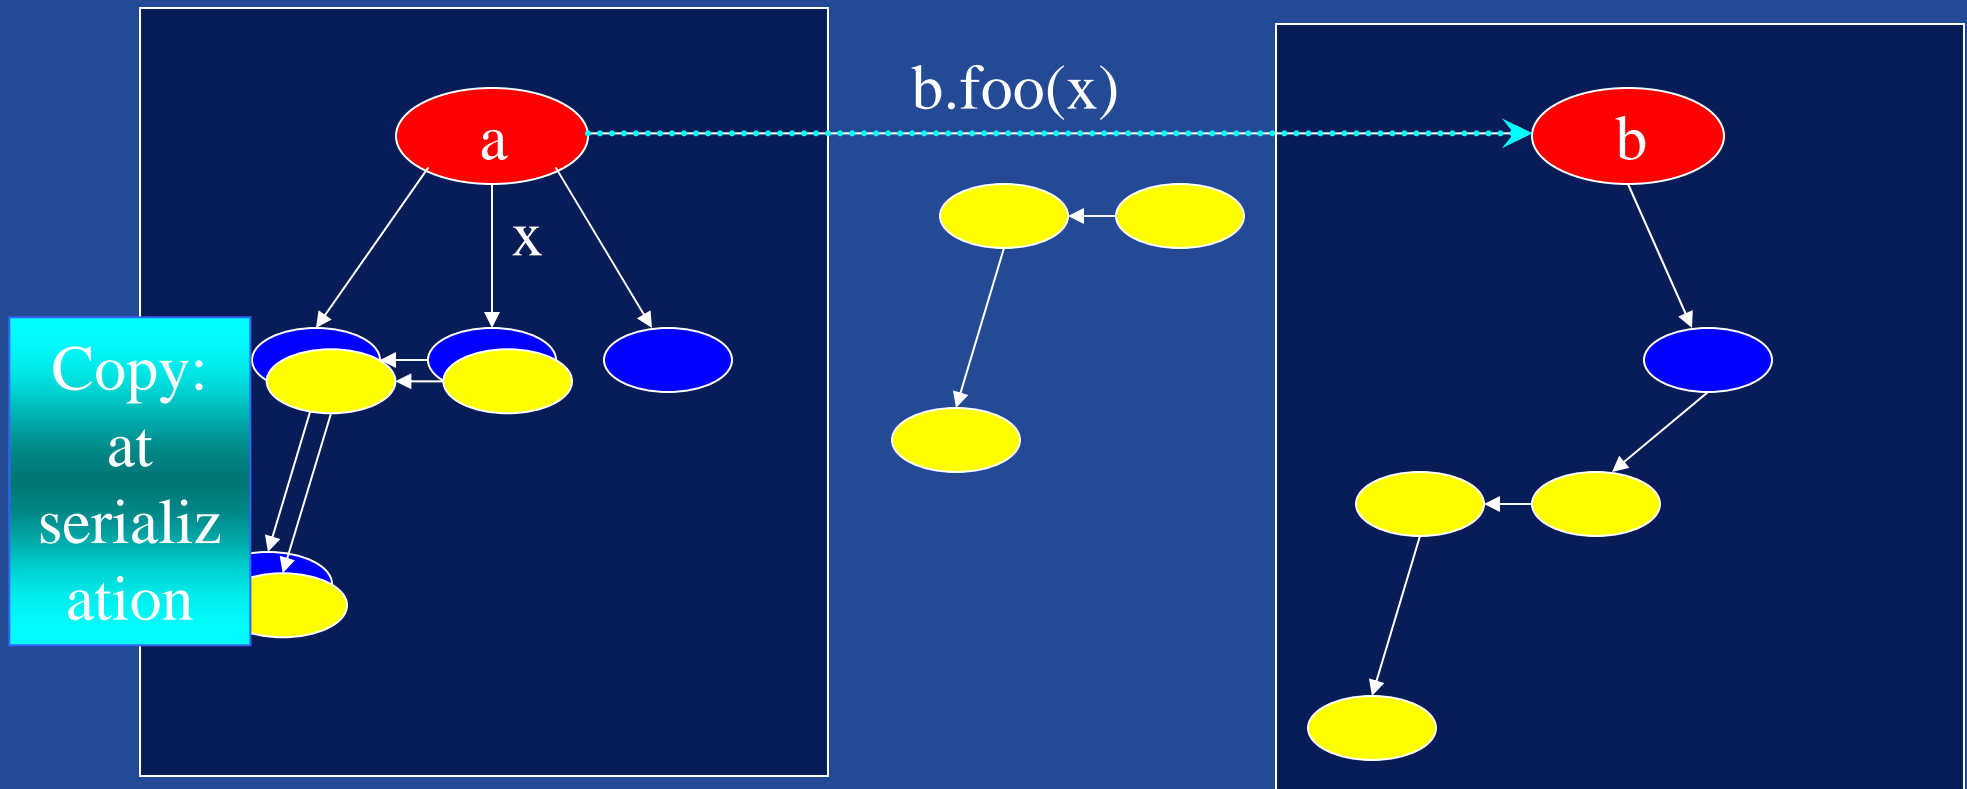 b.foo(x)
a
b
x
Copy:
at
serializ
ation